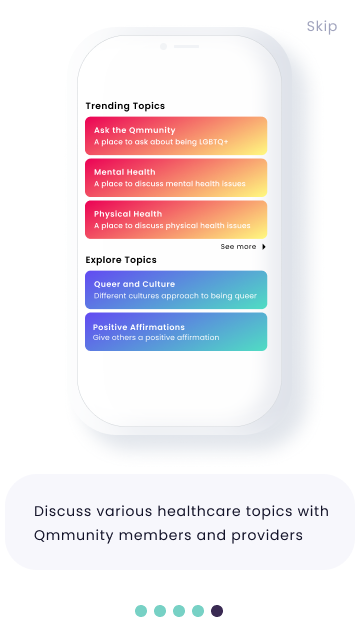 Skip
Trending Topics
Ask the Qmmunity
A place to ask about being LGBTQ+
Mental Health
A place to discuss mental health issues
Physical Health
A place to discuss physical health issues
See more
Explore Topics
Queer and Culture
Different cultures approach to being queer
Positive Affirmations
Give others a positive affirmation
Discuss various healthcare topics with
Qmmunity members and providers